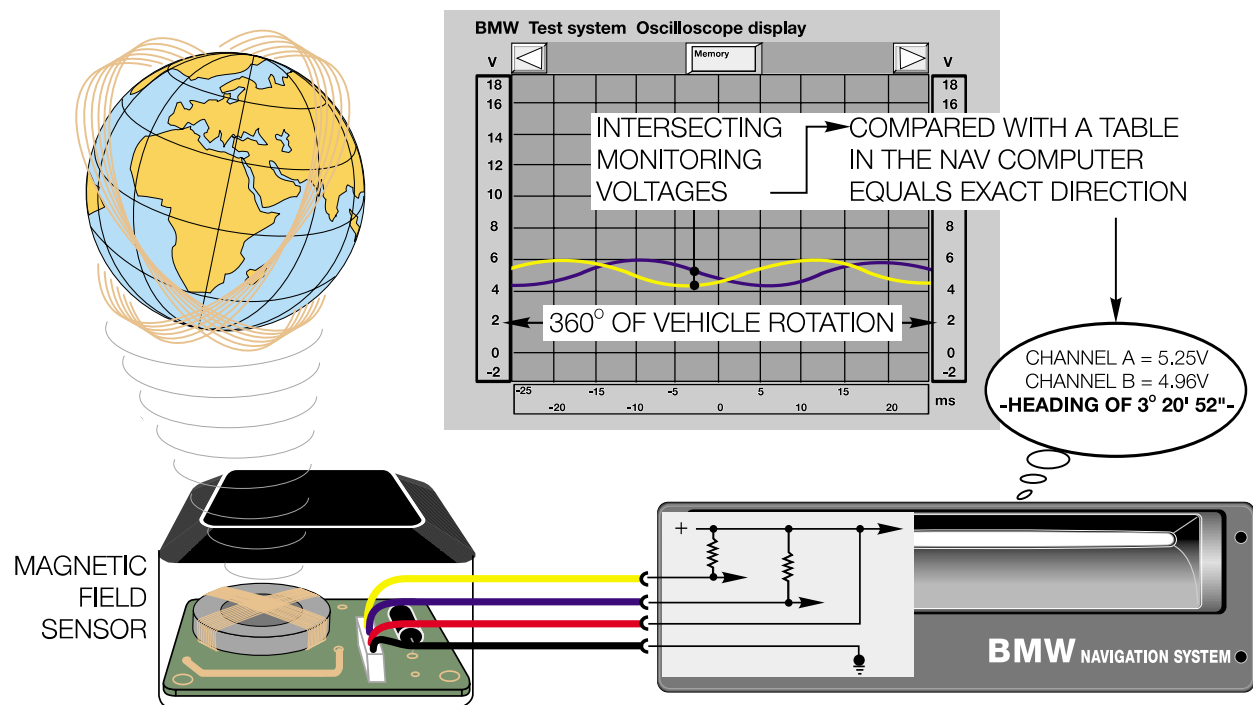 BMW Test system Oscilloscope display
V
Memory
V
18
16
14
12
10
8
6
4
2
0
-2
18
16
8
6
4
2
0
-2
INTERSECTING
MONITORING
VOLTAGES
COMPARED WITH A TABLE
IN THE NAV COMPUTER
EQUALS EXACT DIRECTION
360° OF VEHICLE ROTATION
-25
-20
-15
-10
-5
0
5
10
15
20
ms
CHANNEL A = 5.25V
CHANNEL B = 4.96V
-HEADING OF 3° 20' 52"-
MAGNETIC
FIELD
SENSOR
+
BMW NAVIGATION SYSTEM